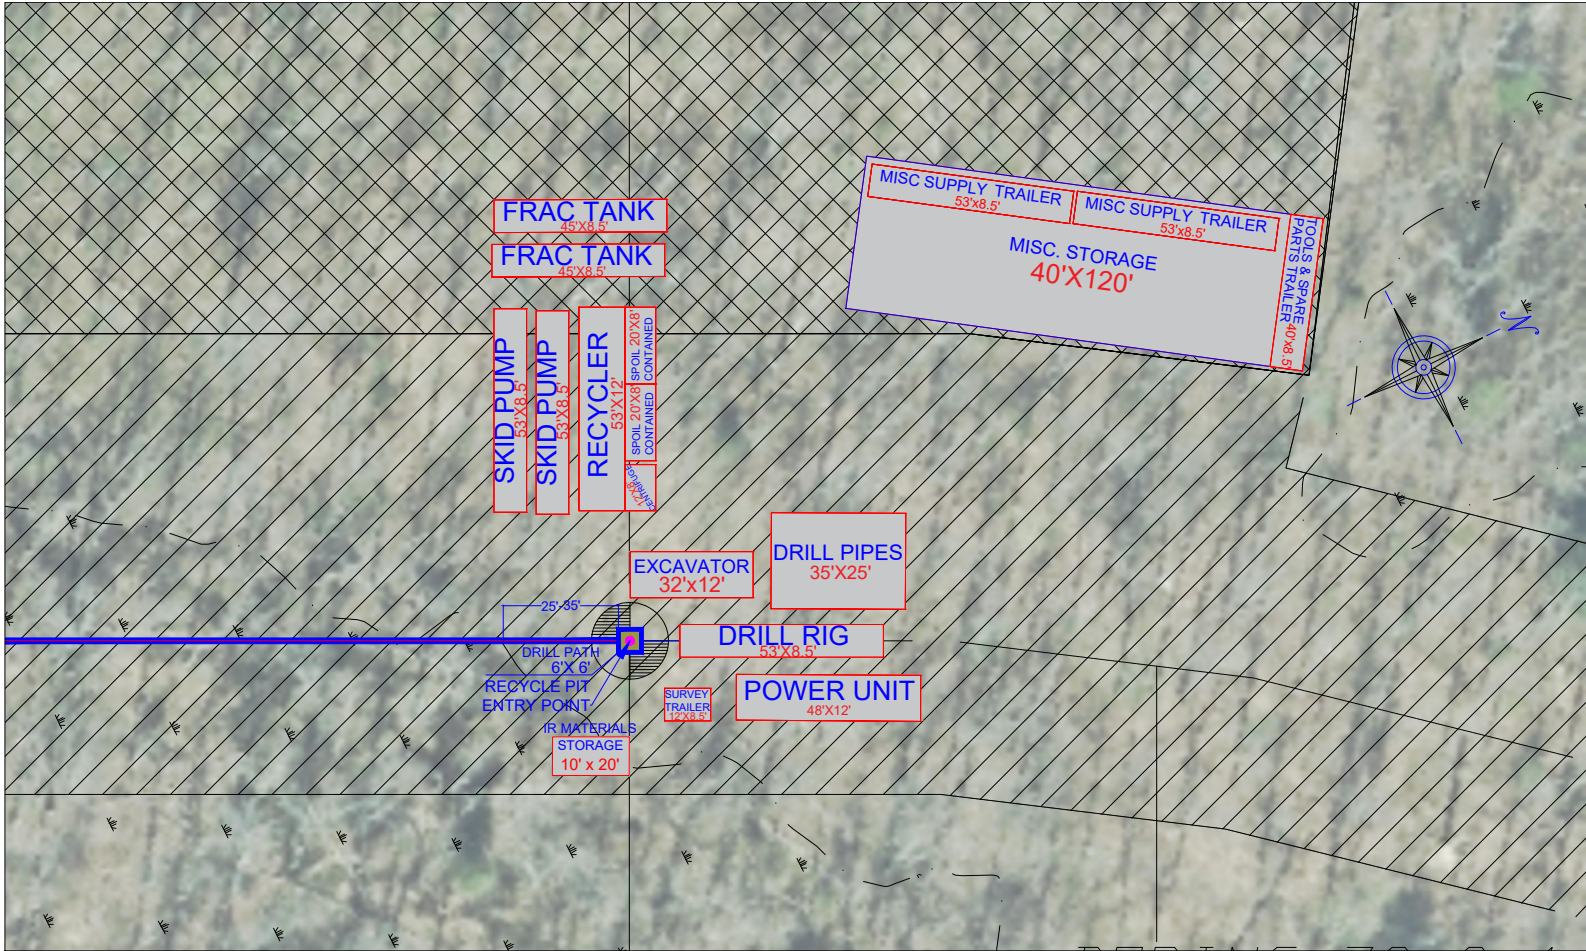 MISC SUPPLY TRAILER
53'x8.5'
MISC SUPPLY TRAILER
53'x8.5'
MISC. STORAGE
40'X120'
TOOLS & SPARE
PARTS TRAILER 40'x8.5'
FRAC TANK
45'X8.5'
FRAC TANK
45'X8.5'
SKID PUMP
53'X8.5'
SKID PUMP
53'X8.5'
RECYCLER
53'X12'
SPOIL 20'X8'
CONTAINED
SPOIL 20'X8'
CONTAINED
CENTRIFUGE
12'X8'
N
EXCAVATOR
32'x12'
DRILL PIPES
35'X25'
25'-35'
DRILL RIG
53'X8.5'
DRILL PATH
6'X 6'
RECYCLE PIT
ENTRY POINT
SURVEY
TRAILER
12'X8.5'
POWER UNIT
48'X12'
IR MATERIALS
STORAGE
10' x 20'